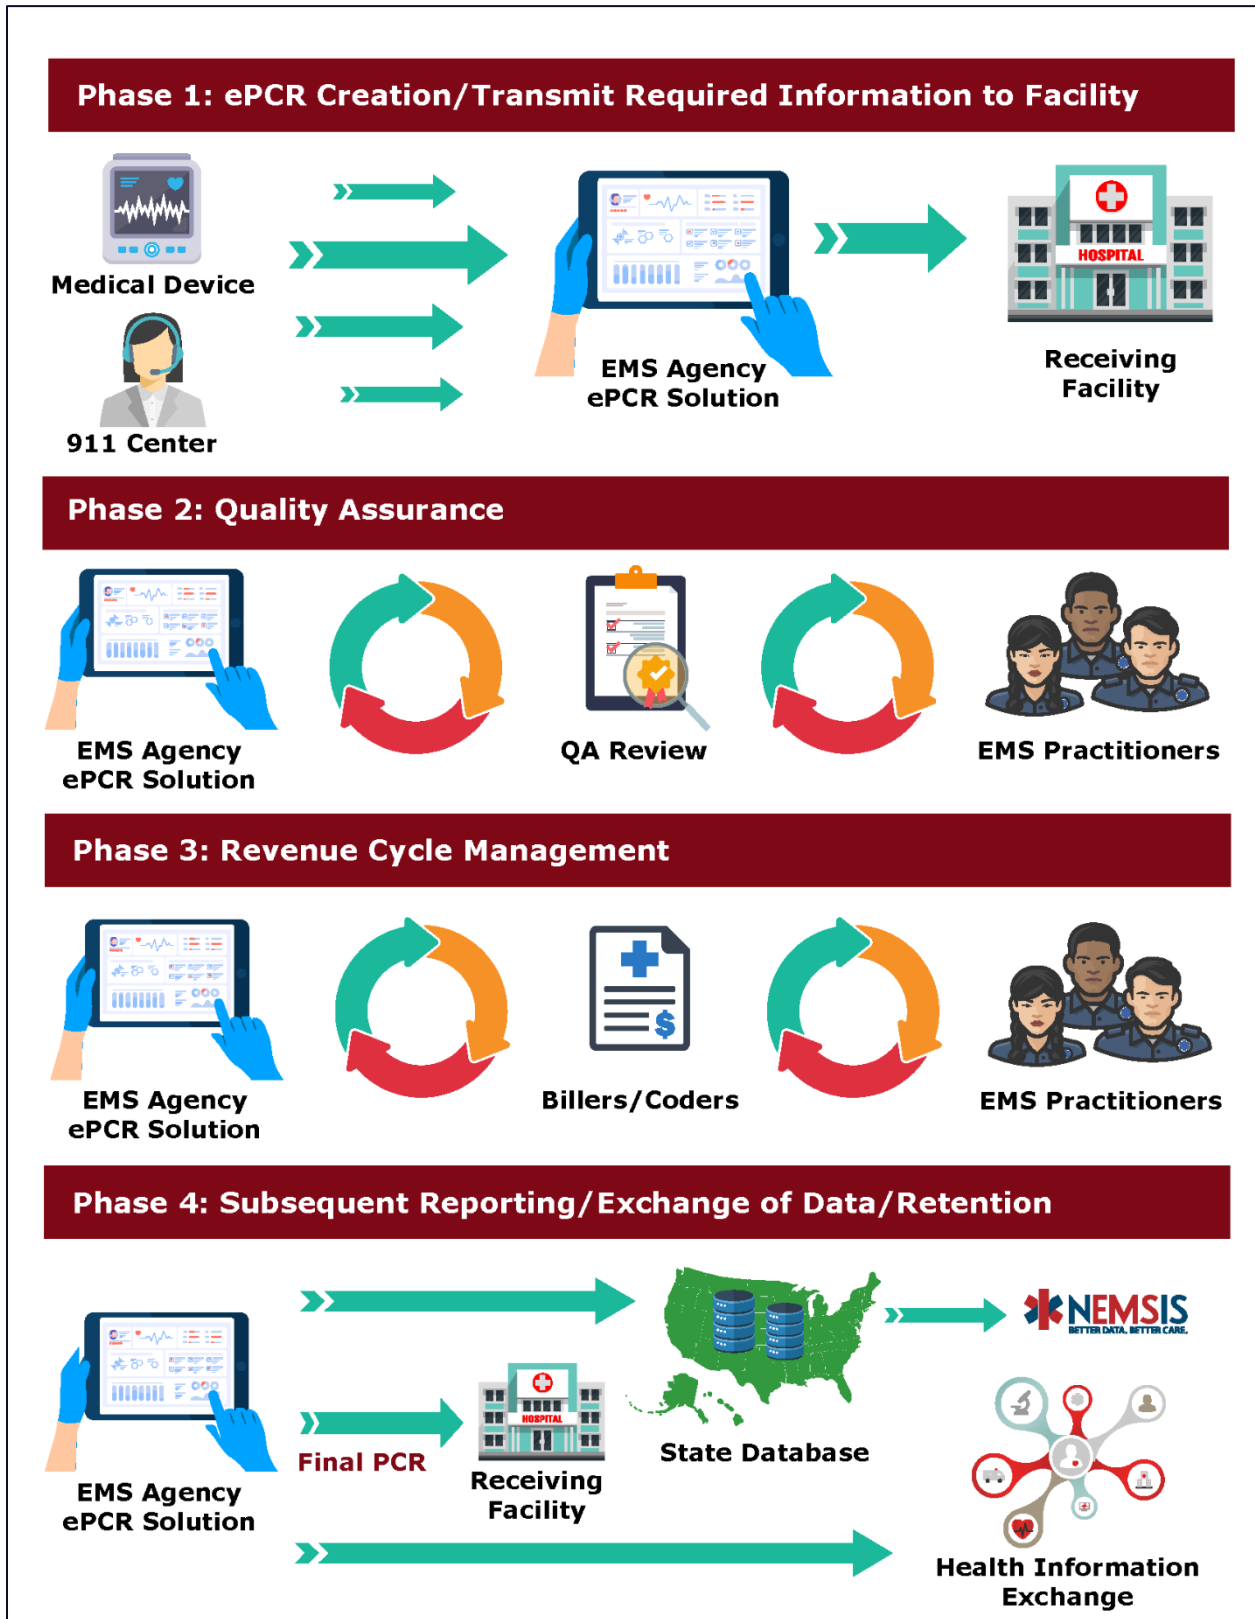 Phase 1: ePCR Creation/Transmit Required Information to Facility
Medical Device
911 Center
EMS Agency
ePCR Solution
HOSPITAL
Receiving
Facility
Phase 2: Quality Assurance
EMS Agency
ePCR Solution
QA Review
EMS Practitioners
Phase 3: Revenue Cycle Management
EMS Agency
ePCR Solution
$
Billers/Coders
EMS Practitioners
Phase 4: Subsequent Reporting/Exchange of Data/Retention
EMS Agency
ePCR Solution
Final PCR
HOSPITAL
Receiving
Facility
State Database
NEMSIS
BETTER DATA. BETTER CARE.
Health Information
Exchange